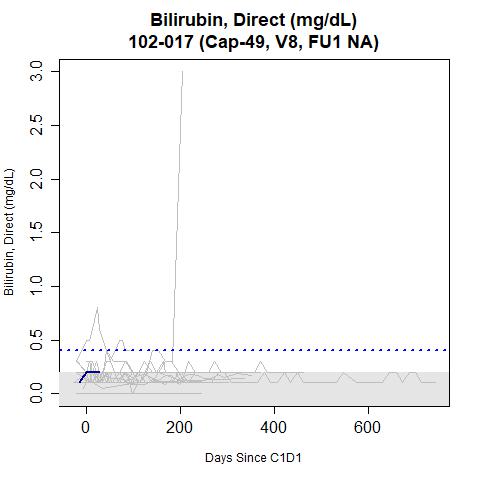 Bilirubin, Direct (mg/dL)
102-017 (Cap-49, V8, FU1 NA)
Bilirubin, Direct (mg/dL)
3.0
2.5
2.0
1.5
1.0
0.5
0.0
0 200 400 600
Days Since C1D1